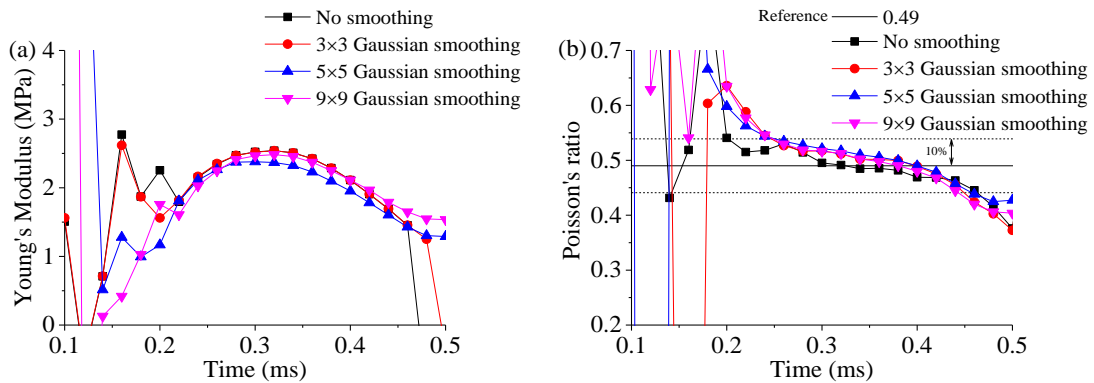 No smoothing
3×3 Gaussian smoothing
5×5 Gaussian smoothing
9×9 Gaussian smoothing
(a)
Young's Modulus (MPa)
4
3
2
1
0
0.1 0.2 0.3 0.4 0.5
Time (ms)
Reference
0.49
No smoothing
3×3 Gaussian smoothing
5×5 Gaussian smoothing
9×9 Gaussian smoothing
(b)
Poisson's ratio
0.7
0.6
0.5
0.4
0.3
0.2
10%
0.1 0.2 0.3 0.4 0.5
Time (ms)